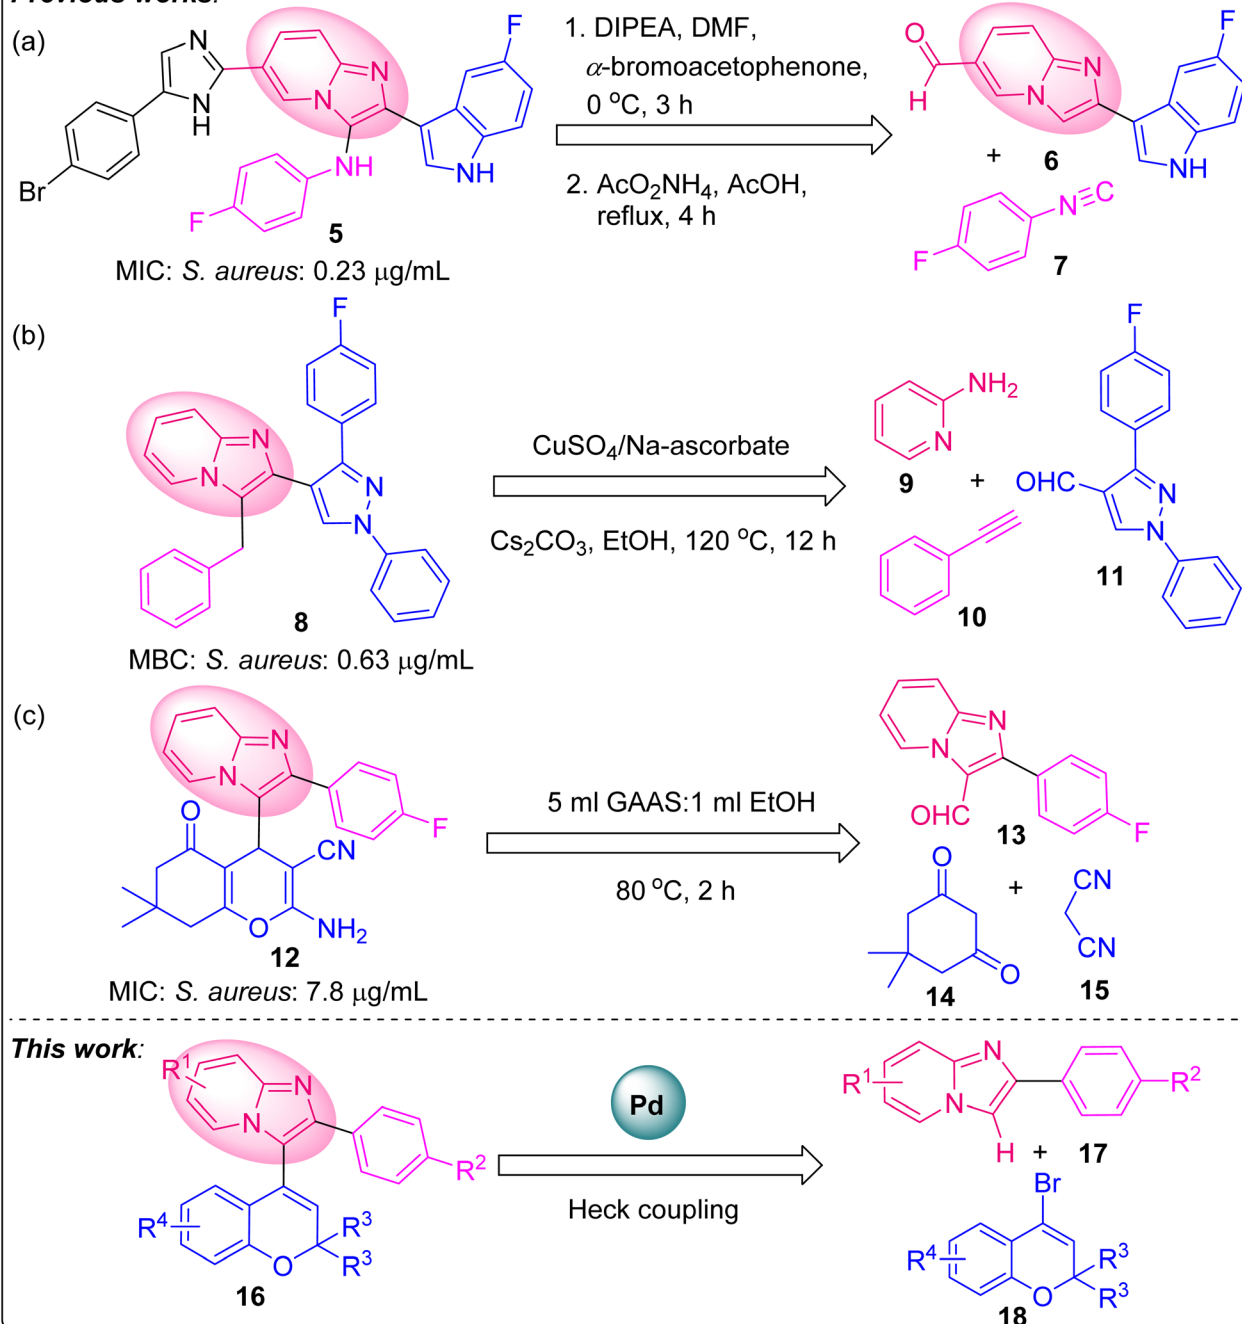 Previous works:
(a)
N
N
H
Br
N
N
NH
F
F
NH
5
MIC: S. aureus: 0.23 μg/mL
1. DIPEA, DMF,
α-bromoacetophenone,
0 °C, 3 h
2. AcO₂NH₄, AcOH,
reflux, 4 h
O
H
N
N
F
NH
+
6
N≡C
F
7
(b)
F
N
N
N
N
8
MBC: S. aureus: 0.63 μg/mL
CuSO₄/Na-ascorbate
Cs₂CO₃, EtOH, 120 °C, 12 h
NH₂
N
9
+
10
F
OHC
N
N
11
(c)
N
N
F
O
CN
O
NH₂
12
MIC: S. aureus: 7.8 μg/mL
5 ml GAAS:1 ml EtOH
80 °C, 2 h
N
N
OHC
13
F
O
O
14
+
CN
CN
15
This work:
R¹
N
N
R²
R⁴
O
R³
R³
16
Pd
Heck coupling
R¹
N
N
R²
H
+
17
Br
R⁴
O
R³
R³
18